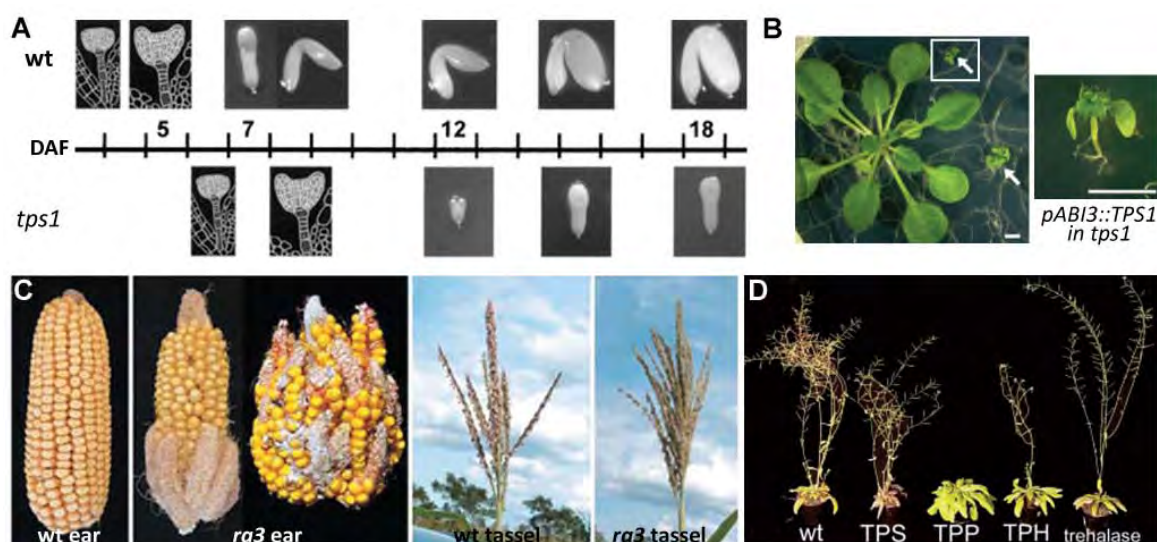 A
wt
5
7
12
18
DAF
tps1
B
pABI3::TPS1
in tps1
C
wt ear
ra3 ear
wt tassel
ra3 tassel
D
wt
TPS
TPP
TPH
trehalase